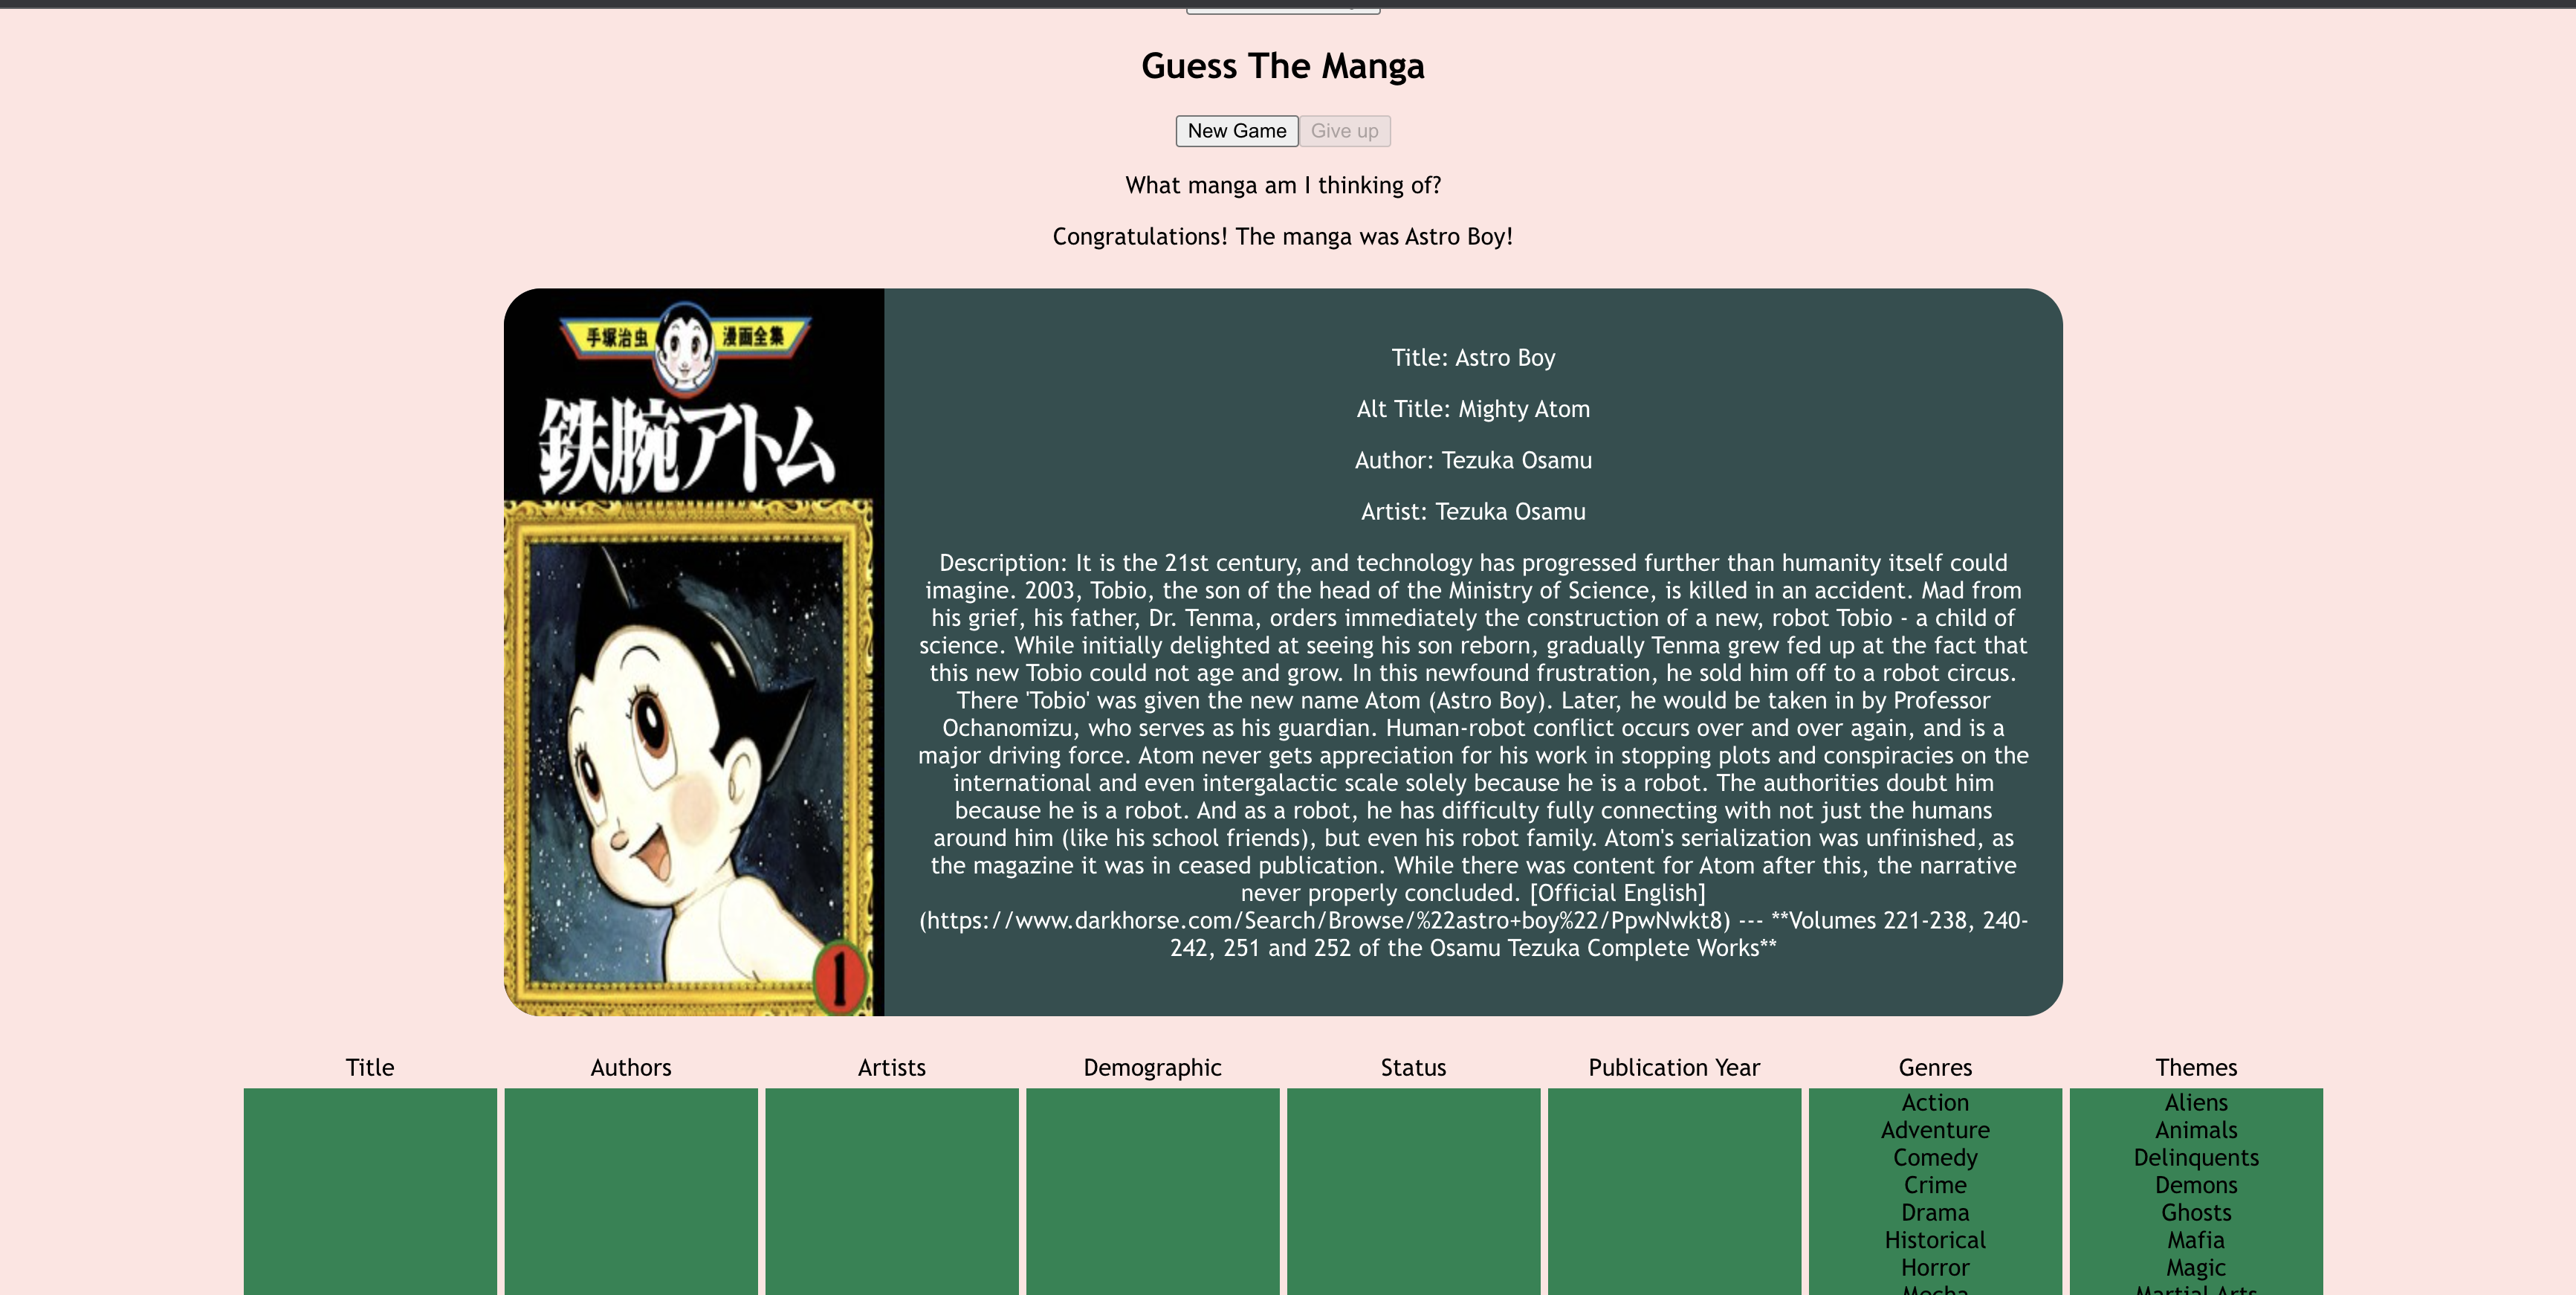 Guess The Manga
New Game
Give up
What manga am I thinking of?
Congratulations! The manga was Astro Boy!
手塚治虫 漫画全集
鉄腕アトム
1
Title: Astro Boy
Alt Title: Mighty Atom
Author: Tezuka Osamu
Artist: Tezuka Osamu
Description: It is the 21st century, and technology has progressed further than humanity itself could
imagine. 2003, Tobio, the son of the head of the Ministry of Science, is killed in an accident. Mad from
his grief, his father, Dr. Tenma, orders immediately the construction of a new, robot Tobio - a child of
science. While initially delighted at seeing his son reborn, gradually Tenma grew fed up at the fact that
this new Tobio could not age and grow. In this newfound frustration, he sold him off to a robot circus.
There 'Tobio' was given the new name Atom (Astro Boy). Later, he would be taken in by Professor
Ochanomizu, who serves as his guardian. Human-robot conflict occurs over and over again, and is a
major driving force. Atom never gets appreciation for his work in stopping plots and conspiracies on the
international and even intergalactic scale solely because he is a robot. The authorities doubt him
because he is a robot. And as a robot, he has difficulty fully connecting with not just the humans
around him (like his school friends), but even his robot family. Atom's serialization was unfinished, as
the magazine it was in ceased publication. While there was content for Atom after this, the narrative
never properly concluded. [Official English]
(https://www.darkhorse.com/Search/Browse/%22astro+boy%22/PpwNwkt8) --- **Volumes 221-238, 240-
242, 251 and 252 of the Osamu Tezuka Complete Works**
Title Authors Artists Demographic Status Publication Year Genres Themes
Action Aliens
Adventure Animals
Comedy Delinquents
Crime Demons
Drama Ghosts
Historical Mafia
Horror Magic
Mecha Martial Arts